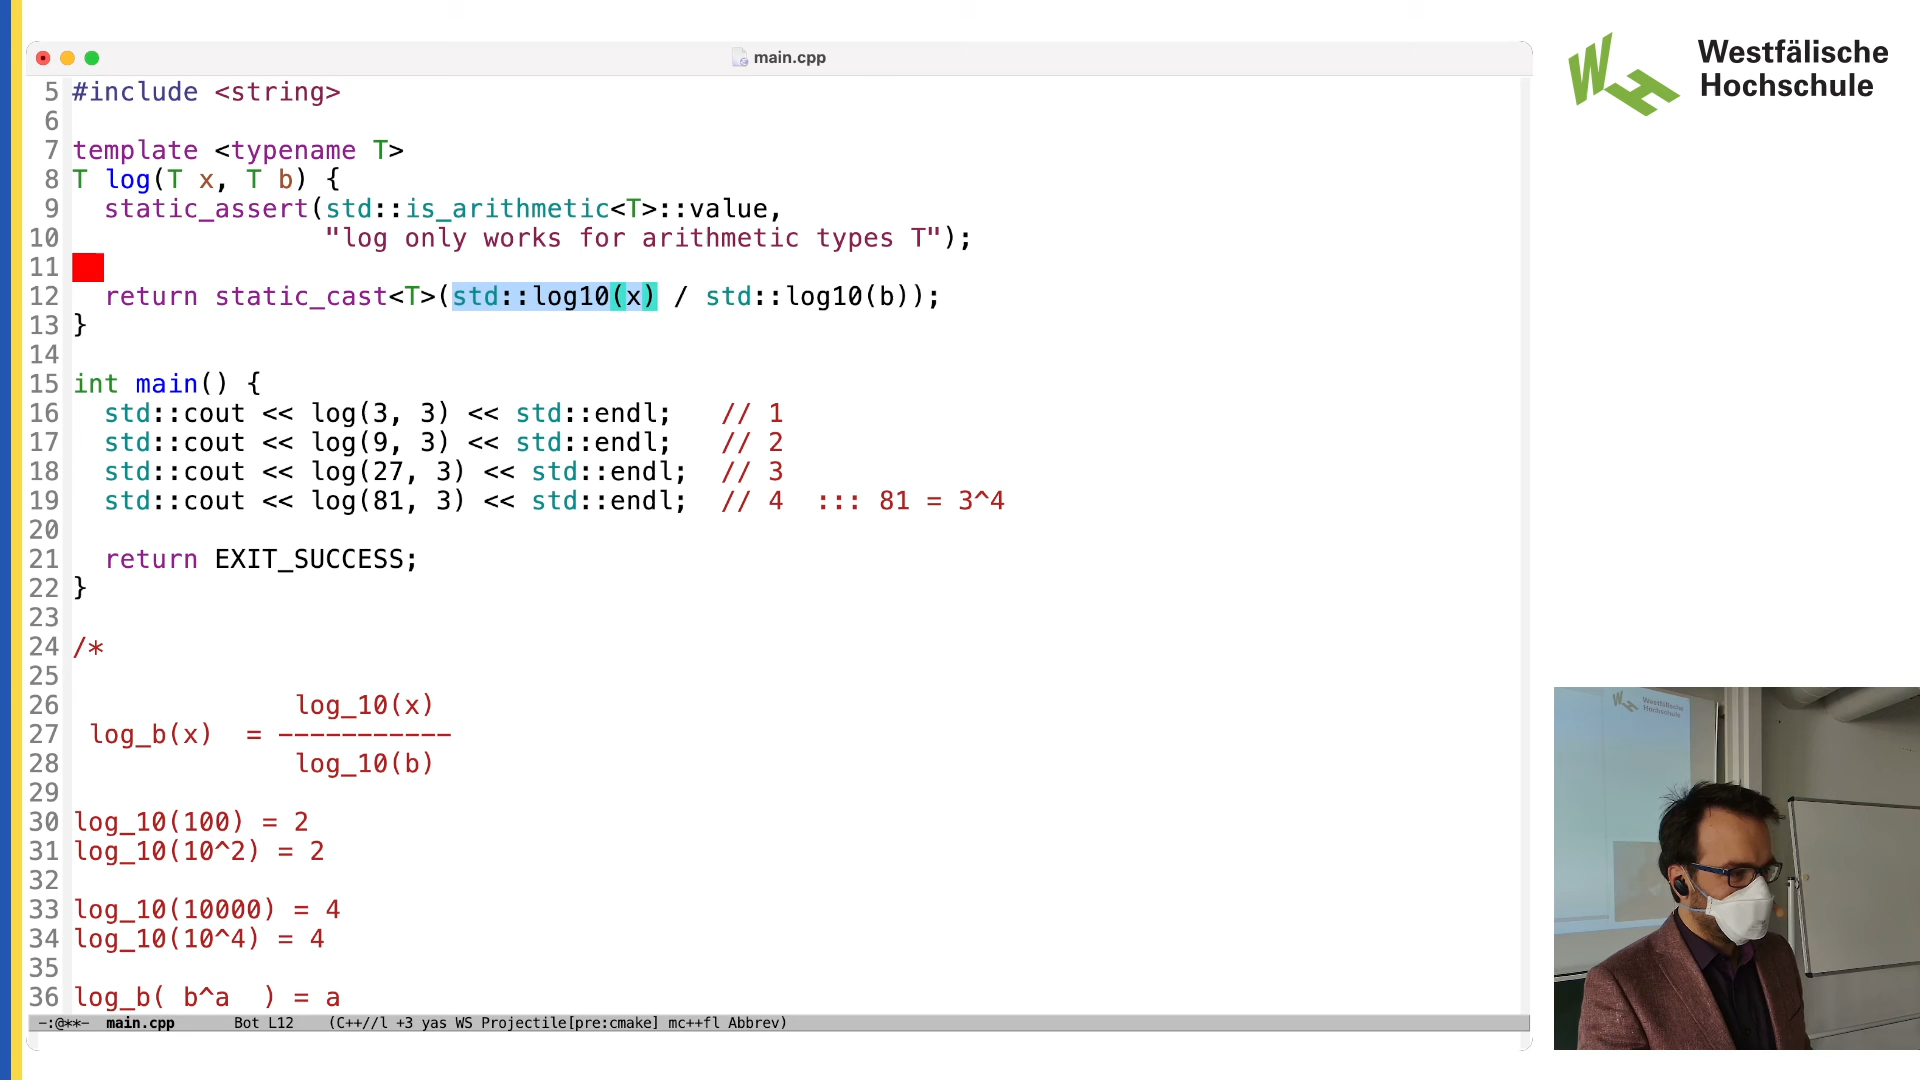 main.cpp
Westfälische
Hochschule
5 #include <string>
6
7 template <typename T>
8 T log(T x, T b) {
9   static_assert(std::is_arithmetic<T>::value,
10                 "log only works for arithmetic types T");
11
12   return static_cast<T>(std::log10(x) / std::log10(b));
13 }
14
15 int main() {
16   std::cout << log(3, 3) << std::endl;   // 1
17   std::cout << log(9, 3) << std::endl;   // 2
18   std::cout << log(27, 3) << std::endl;  // 3
19   std::cout << log(81, 3) << std::endl;  // 4  ::: 81 = 3^4
20
21   return EXIT_SUCCESS;
22 }
23
24 /*
25
26               log_10(x)
27  log_b(x)  = -----------
28               log_10(b)
29
30 log_10(100) = 2
31 log_10(10^2) = 2
32
33 log_10(10000) = 4
34 log_10(10^4) = 4
35
36 log_b( b^a  ) = a
-:@**-  main.cpp       Bot L12    (C++//l +3 yas WS Projectile[pre:cmake] mc++fl Abbrev)
Westfälische
Hochschule